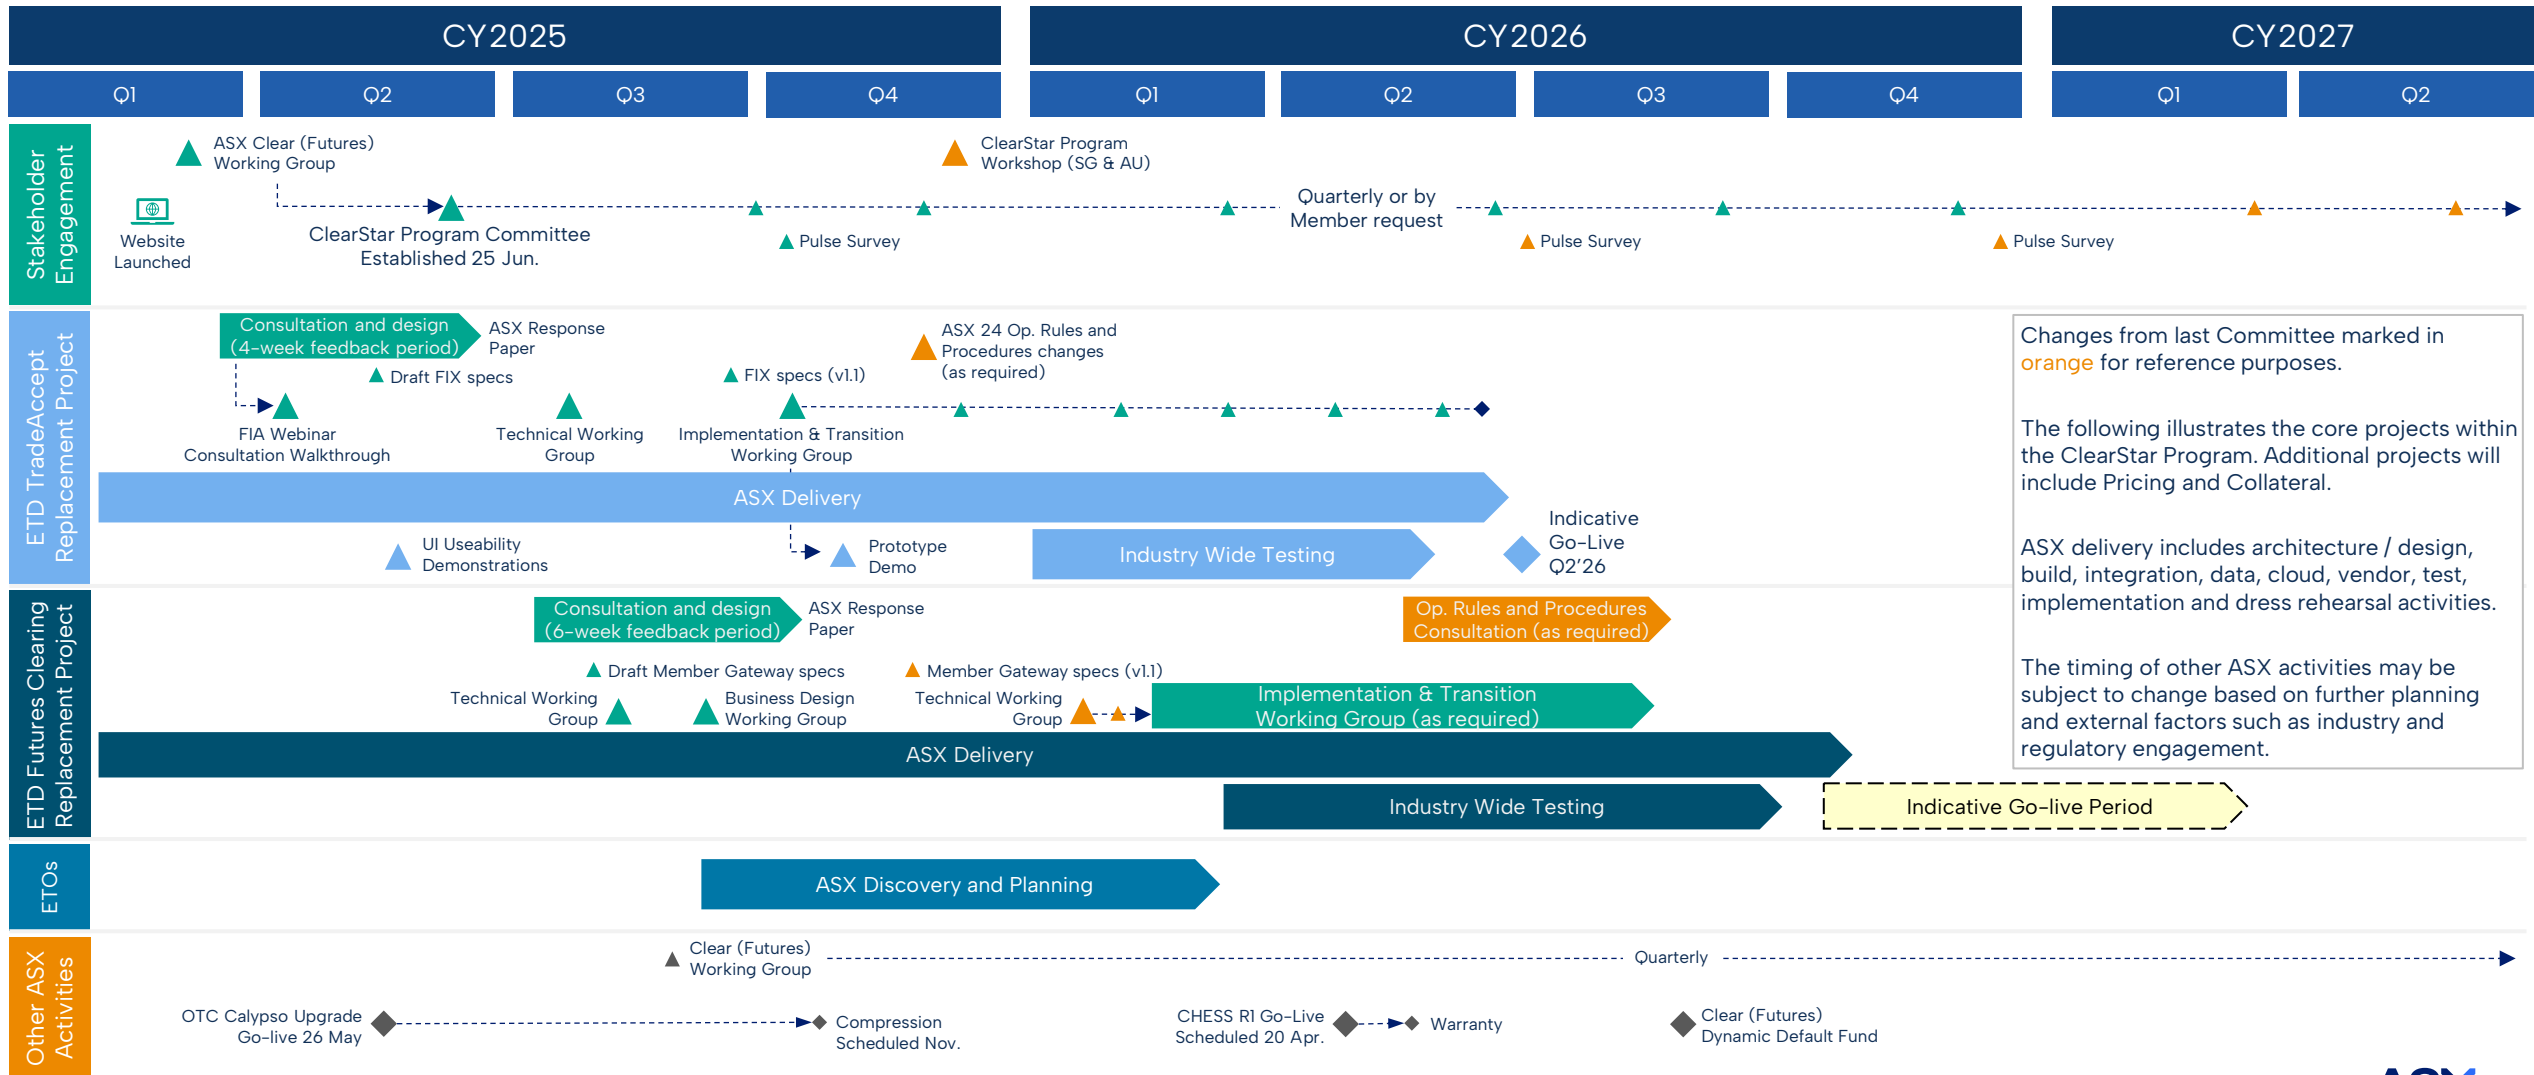 CY2025
CY2026
CY2027
Q1
Q2
Q3
Q4
Q1
Q2
Q3
Q4
Q1
Q2
Stakeholder
Engagement
ASX Clear (Futures)
Working Group
ClearStar Program
Workshop (SG & AU)
Website
Launched
ClearStar Program Committee
Established 25 Jun.
Quarterly or by
Member request
Pulse Survey
Pulse Survey
Pulse Survey
ETD TradeAccept
Replacement Project
Consultation and design
(4-week feedback period)
ASX Response
Paper
Draft FIX specs
FIX specs (v1.1)
ASX 24 Op. Rules and
Procedures changes
(as required)
FIA Webinar
Consultation Walkthrough
Technical Working
Group
Implementation & Transition
Working Group
ASX Delivery
UI Useability
Demonstrations
Prototype
Demo
Industry Wide Testing
Indicative
Go-Live
Q2'26
Changes from last Committee marked in
orange for reference purposes.
The following illustrates the core projects within
the ClearStar Program. Additional projects will
include Pricing and Collateral.
ASX delivery includes architecture / design,
build, integration, data, cloud, vendor, test,
implementation and dress rehearsal activities.
The timing of other ASX activities may be
subject to change based on further planning
and external factors such as industry and
regulatory engagement.
ETD Futures Clearing
Replacement Project
Consultation and design
(6-week feedback period)
ASX Response
Paper
Op. Rules and Procedures
Consultation (as required)
Draft Member Gateway specs
Member Gateway specs (v1.1)
Technical Working
Group
Business Design
Working Group
Technical Working
Group
Implementation & Transition
Working Group (as required)
ASX Delivery
Industry Wide Testing
Indicative Go-live Period
ETOs
ASX Discovery and Planning
Other ASX
Activities
Clear (Futures)
Working Group
Quarterly
OTC Calypso Upgrade
Go-live 26 May
Compression
Scheduled Nov.
CHESS R1 Go-Live
Scheduled 20 Apr.
Warranty
Clear (Futures)
Dynamic Default Fund
ASX